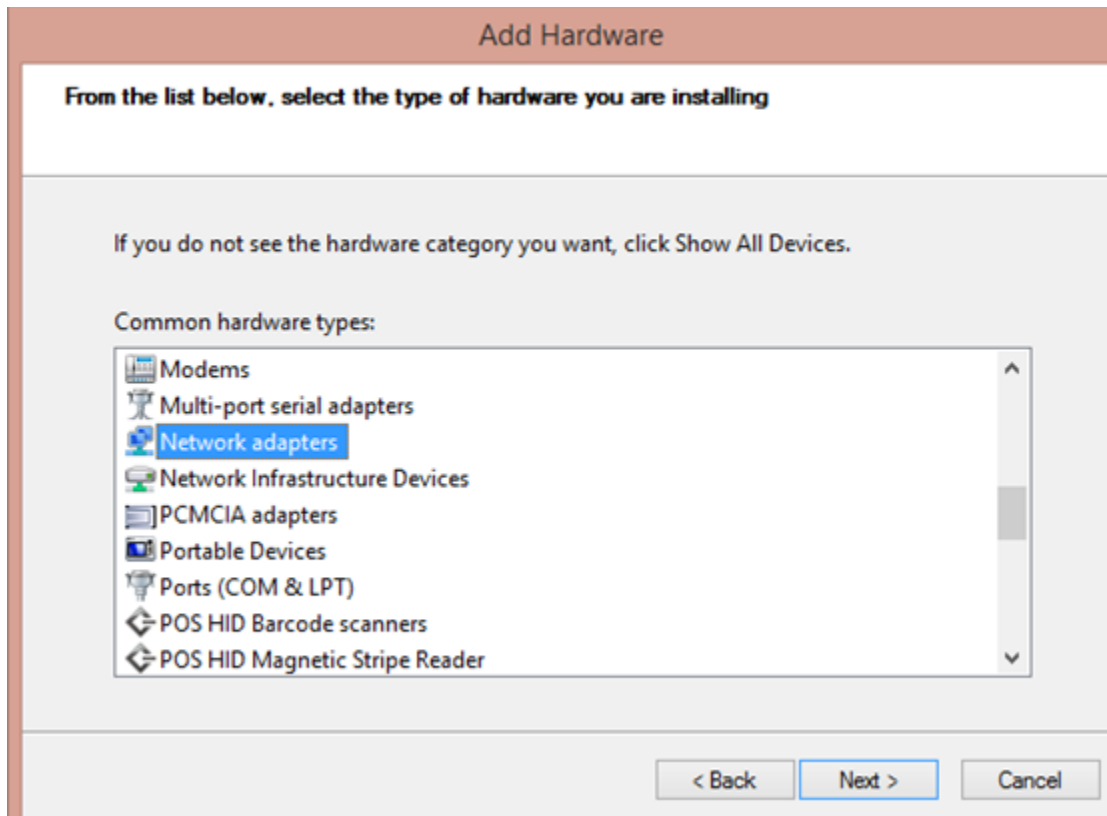 Add Hardware
From the list below, select the type of hardware you are installing
If you do not see the hardware category you want, click Show All Devices.
Common hardware types:
Modems
Multi-port serial adapters
Network adapters
Network Infrastructure Devices
PCMCIA adapters
Portable Devices
Ports (COM & LPT)
POS HID Barcode scanners
POS HID Magnetic Stripe Reader
< Back Next > Cancel